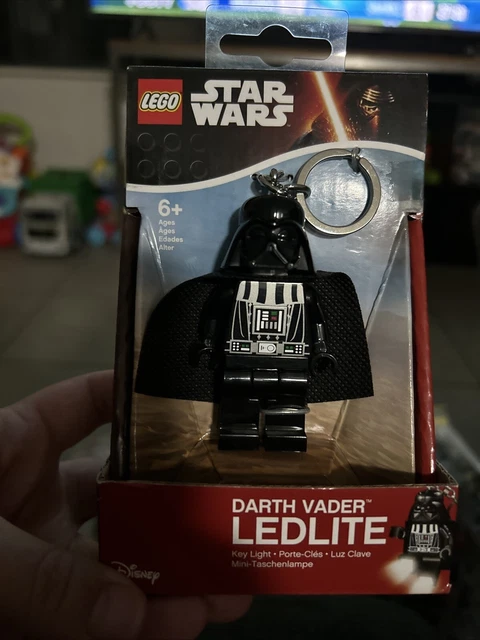 LEGO
STAR
WARS
6+
Ages
Âges
Edades
Alter
DARTH VADER™
LEDLITE
Key Light • Porte-Clés • Luz Clave
Mini-Taschenlampe
Disney